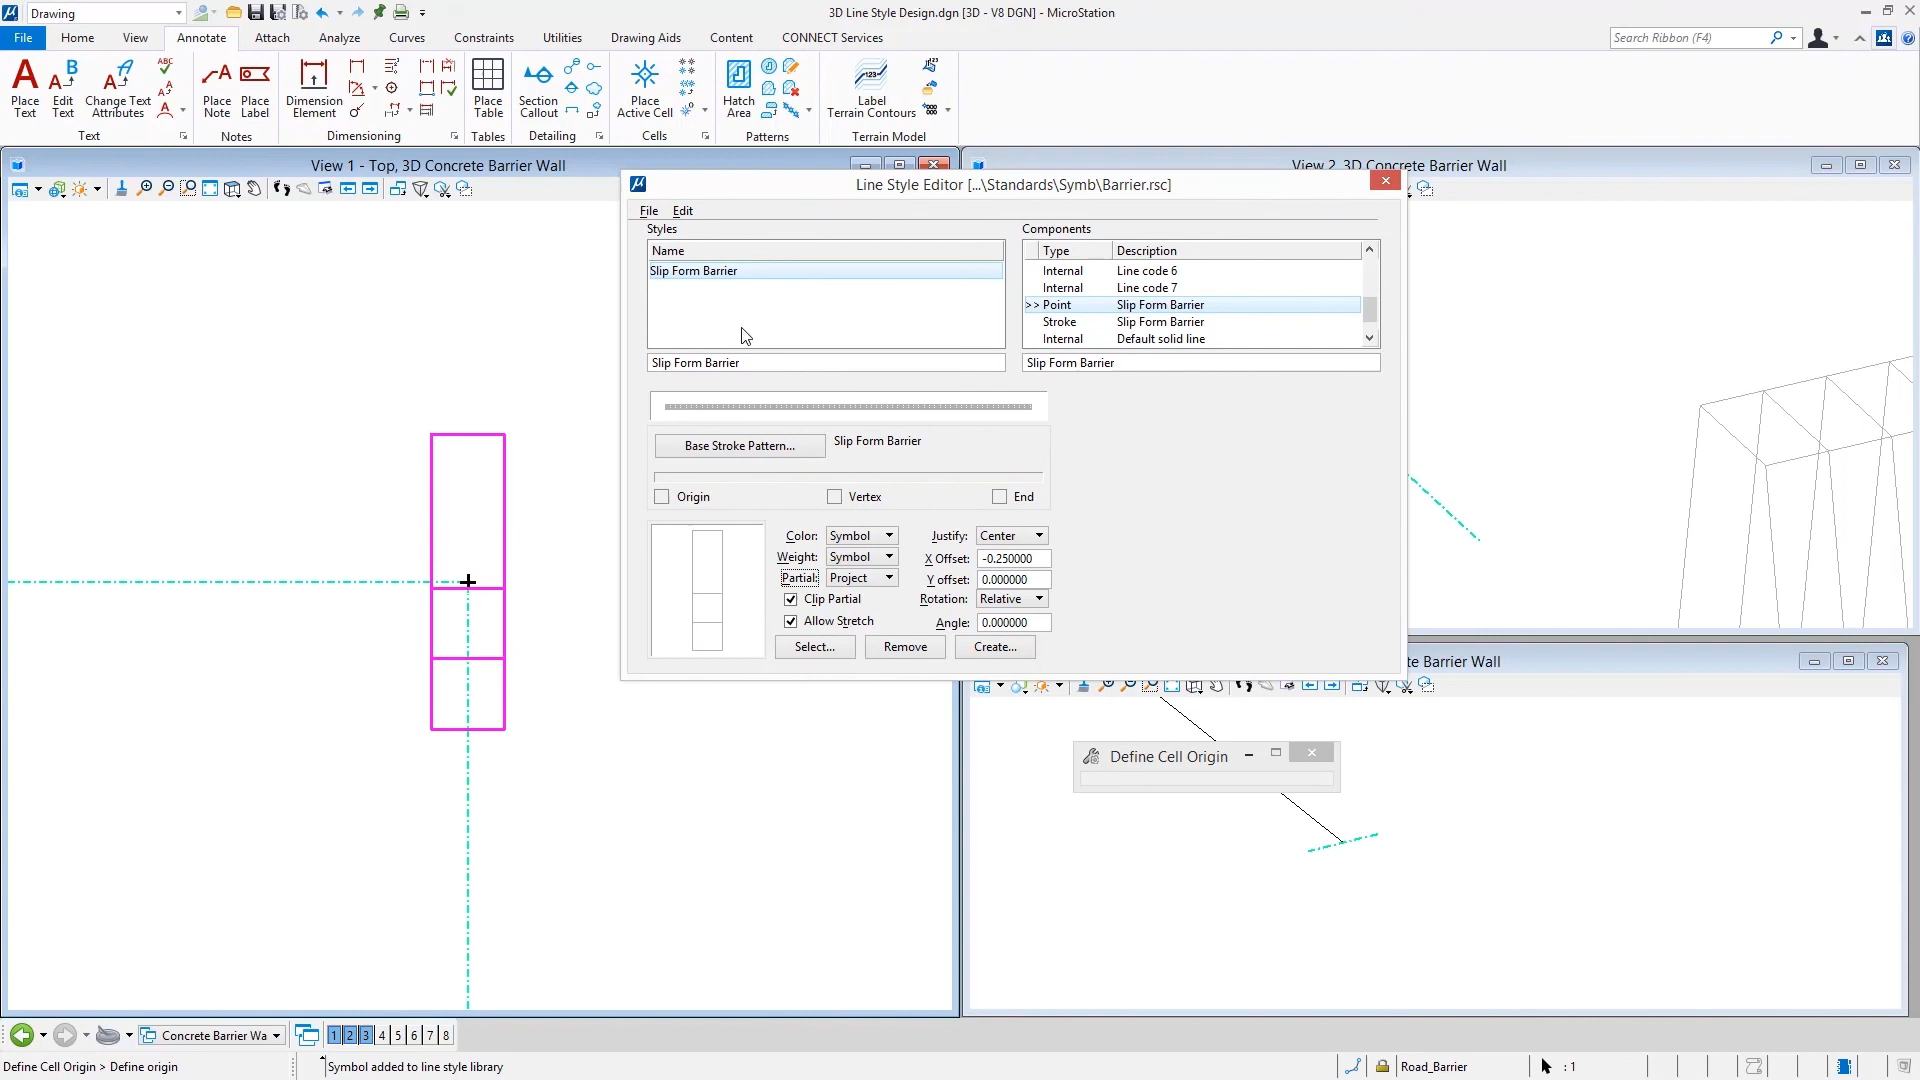 Drawing
3D Line Style Design.dgn [3D - V8 DGN] - MicroStation
File Home View Annotate Attach Analyze Curves Constraints Utilities Drawing Aids Content CONNECT Services
Search Ribbon (F4)
Place Text
Edit Text
Change Text Attributes
ABC
Place Note
Place Label
Dimension Element
Place Table
Section Callout
Place Active Cell
Hatch Area
Label Terrain Contours
Text Notes Dimensioning Tables Detailing Cells Patterns Terrain Model
View 1 - Top, 3D Concrete Barrier Wall
View 2, 3D Concrete Barrier Wall
Line Style Editor [...\Standards\Symb\Barrier.rsc]
File Edit
Styles
Components
Name
Type Description
Slip Form Barrier
Internal Line code 6
Internal Line code 7
>> Point Slip Form Barrier
Stroke Slip Form Barrier
Internal Default solid line
Slip Form Barrier
Slip Form Barrier
Base Stroke Pattern...
Slip Form Barrier
Origin Vertex End
Color: Symbol Justify: Center
Weight: Symbol X Offset: -0.250000
Partial: Project Y offset: 0.000000
Clip Partial Rotation: Relative
Allow Stretch Angle: 0.000000
Select... Remove Create...
te Barrier Wall
Define Cell Origin
Concrete Barrier Wa
1 2 3 4 5 6 7 8
Define Cell Origin > Define origin
Symbol added to line style library
Road_Barrier
: 1